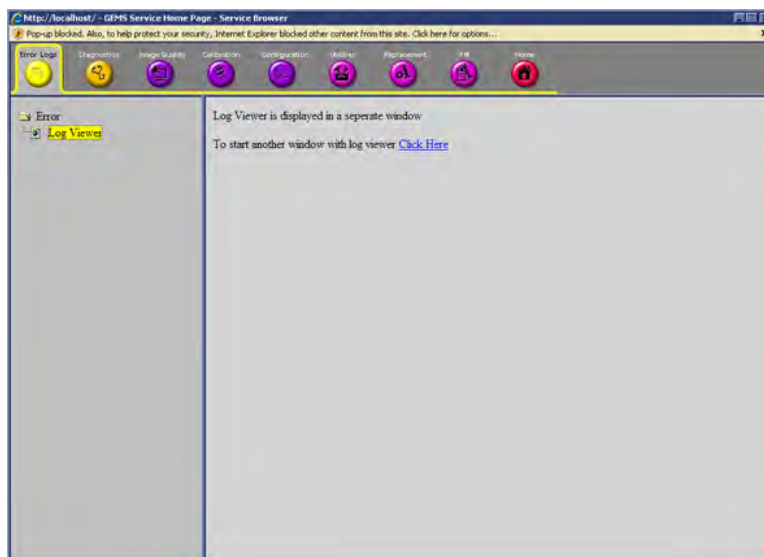 http://localhost/ - GEMS Service Home Page - Service Browser
Pop-up blocked. Also, to help protect your security, Internet Explorer blocked other content from this site. Click here for options...
Error Logs Diagnostics Image Quality Calibration Configuration Utilities Replacement PM Home
Error
Log Viewer is displayed in a seperate window
Log Viewer
To start another window with log viewer Click Here